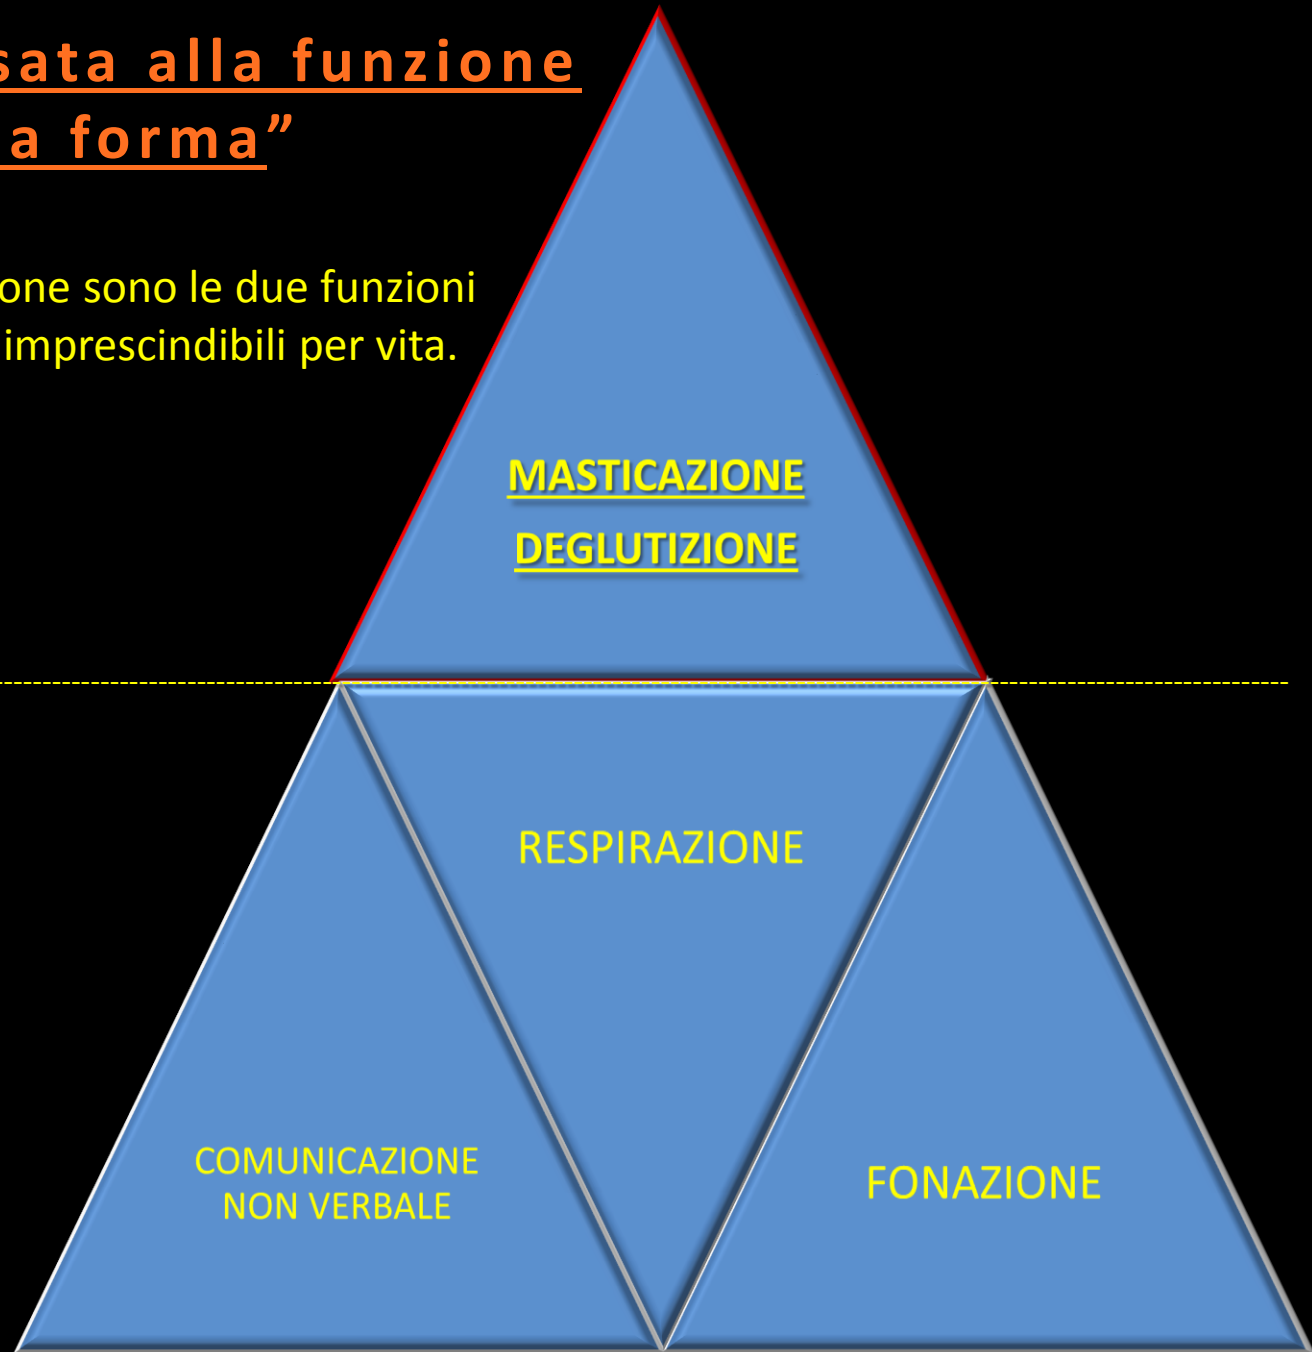 sata alla funzione
a forma”
one sono le due funzioni
imprescindibili per vita.
MASTICAZIONE
DEGLUTIZIONE
RESPIRAZIONE
COMUNICAZIONE
NON VERBALE
FONAZIONE